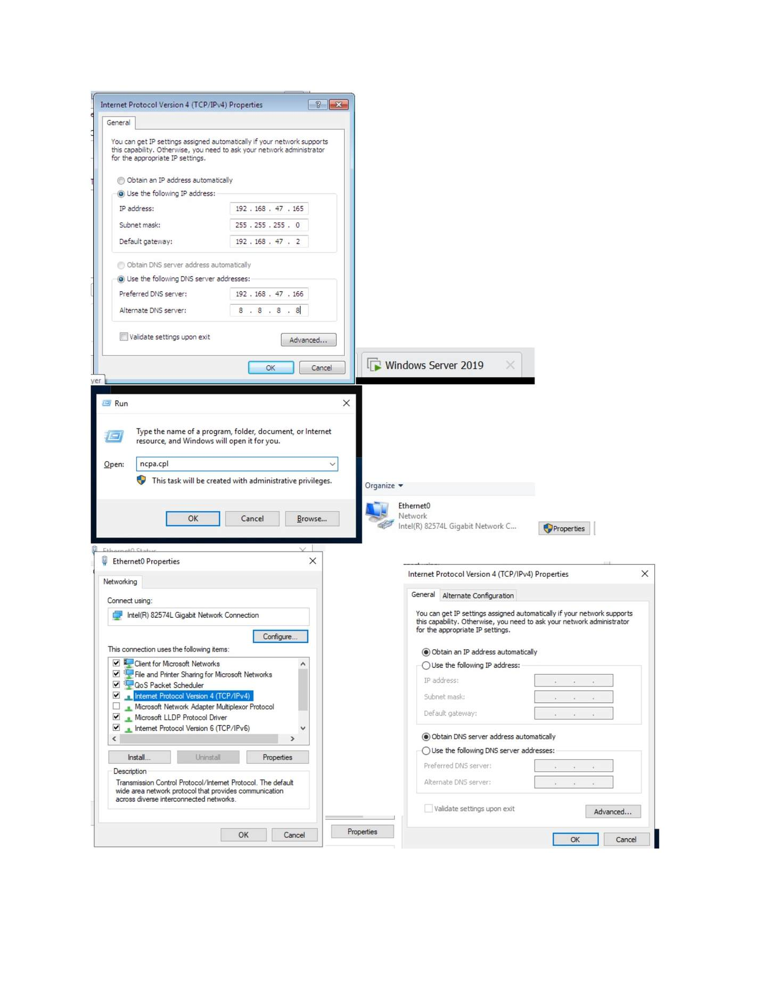 Internet Protocol Version 4 (TCP/IPv4) Properties
General
You can get IP settings assigned automatically if your network supports
this capability. Otherwise, you need to ask your network administrator
for the appropriate IP settings.
Obtain an IP address automatically
Use the following IP address:
IP address: 192 . 168 . 47 . 165
Subnet mask: 255 . 255 . 255 . 0
Default gateway: 192 . 168 . 47 . 2
Obtain DNS server address automatically
Use the following DNS server addresses:
Preferred DNS server: 192 . 168 . 47 . 166
Alternate DNS server: 8 . 8 . 8 . 8
Validate settings upon exit
Advanced...
OK Cancel
yer
Windows Server 2019
Run
Type the name of a program, folder, document, or Internet
resource, and Windows will open it for you.
Open: ncpa.cpl
This task will be created with administrative privileges.
OK Cancel Browse...
Organize
Ethernet0
Network
Intel(R) 82574L Gigabit Network C...
Properties
Ethernet0 Status
Ethernet0 Properties
Networking
Connect using:
Intel(R) 82574L Gigabit Network Connection
Configure...
This connection uses the following items:
Client for Microsoft Networks
File and Printer Sharing for Microsoft Networks
QoS Packet Scheduler
Internet Protocol Version 4 (TCP/IPv4)
Microsoft Network Adapter Multiplexor Protocol
Microsoft LLDP Protocol Driver
Internet Protocol Version 6 (TCP/IPv6)
Install... Uninstall Properties
Description
Transmission Control Protocol/Internet Protocol. The default
wide area network protocol that provides communication
across diverse interconnected networks.
OK Cancel
Properties
Internet Protocol Version 4 (TCP/IPv4) Properties
General Alternate Configuration
You can get IP settings assigned automatically if your network supports
this capability. Otherwise, you need to ask your network administrator
for the appropriate IP settings.
Obtain an IP address automatically
Use the following IP address:
IP address: . . .
Subnet mask: . . .
Default gateway: . . .
Obtain DNS server address automatically
Use the following DNS server addresses:
Preferred DNS server: . . .
Alternate DNS server: . . .
Validate settings upon exit
Advanced...
OK Cancel